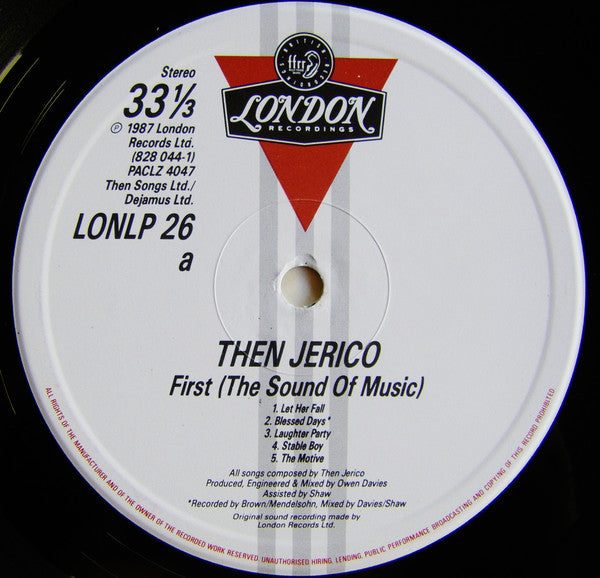 BRITISH
ffrr
RECORDINGS
LONDON
RECORDINGS
Stereo
33⅓
Ⓟ 1987 London
Records Ltd.
(828 044-1)
PACLZ 4047
Then Songs Ltd./
Dejamus Ltd.
LONLP 26
a
THEN JERICO
First (The Sound Of Music)
1. Let Her Fall
2. Blessed Days*
3. Laughter Party
4. Stable Boy
5. The Motive
All songs composed by Then Jerico
Produced, Engineered & Mixed by Owen Davies
Assisted by Shaw
*Recorded by Brown/Mendelsohn, Mixed by Davies/Shaw
Original sound recording made by
London Records Ltd.
ALL RIGHTS OF THE MANUFACTURER AND OF THE OWNER OF THE RECORDED WORK RESERVED. UNAUTHORISED HIRING, LENDING, PUBLIC PERFORMANCE BROADCASTING AND COPYING OF THIS RECORD PROHIBITED